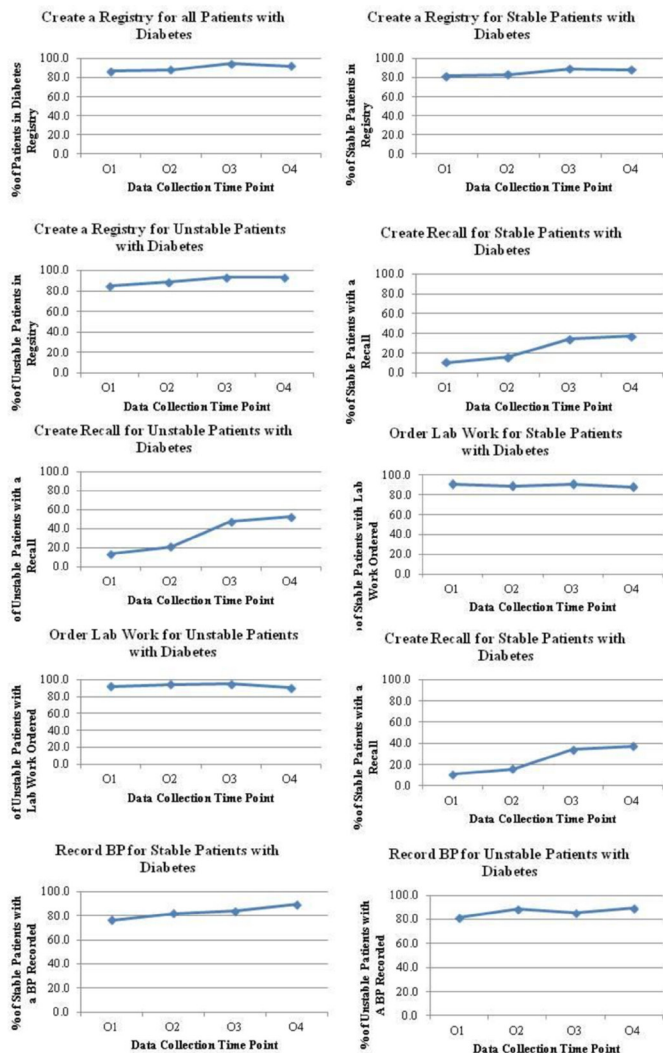 Create a Registry for all Patients with
Diabetes
% of Patients in Diabetes
Registry
100.0
80.0
60.0
40.0
20.0
0.0
O1 O2 O3 O4
Data Collection Time Point
Create a Registry for Stable Patients with
Diabetes
% of Stable Patients in
Registry
100.0
80.0
60.0
40.0
20.0
0.0
O1 O2 O3 O4
Data Collection Time Point
Create a Registry for Unstable Patients
with Diabetes
% of Unstable Patients in
Regsitry
100.0
80.0
60.0
40.0
20.0
0.0
O1 O2 O3 O4
Data Collection Time Point
Create Recall for Stable Patients with
Diabetes
% of Stable Patients with a
Recall
100.0
80.0
60.0
40.0
20.0
0.0
O1 O2 O3 O4
Data Collection Time Point
Create Recall for Unstable Patients with
Diabetes
of Unstable Patients with a
Recall
100.0
80.0
60.0
40.0
20.0
0.0
O1 O2 O3 O4
Data Collection Time Point
Order Lab Work for Stable Patients
with Diabetes
of Stable Patients with Lab
Work Ordered
100.0
80.0
60.0
40.0
20.0
0.0
O1 O2 O3 O4
Data Collection Time Point
Order Lab Work for Unstable Patients
with Diabetes
of Unstable Patients with
Lab Work Ordered
100.0
80.0
60.0
40.0
20.0
0.0
O1 O2 O3 O4
Data Collection Time Point
Create Recall for Stable Patients with
Diabetes
% of Stable Patients with a
Recall
100.0
80.0
60.0
40.0
20.0
0.0
O1 O2 O3 O4
Data Collection Time Point
Record BP for Stable Patients with
Diabetes
% of Stable Patients with
a BP Recorded
100.0
80.0
60.0
40.0
20.0
0.0
O1 O2 O3 O4
Data Collection Time Point
Record BP for Unstable Patients with
Diabetes
% of Unstable Patients with
A BP Recorded
100.0
80.0
60.0
40.0
20.0
0.0
O1 O2 O3 O4
Data Collection Time Point